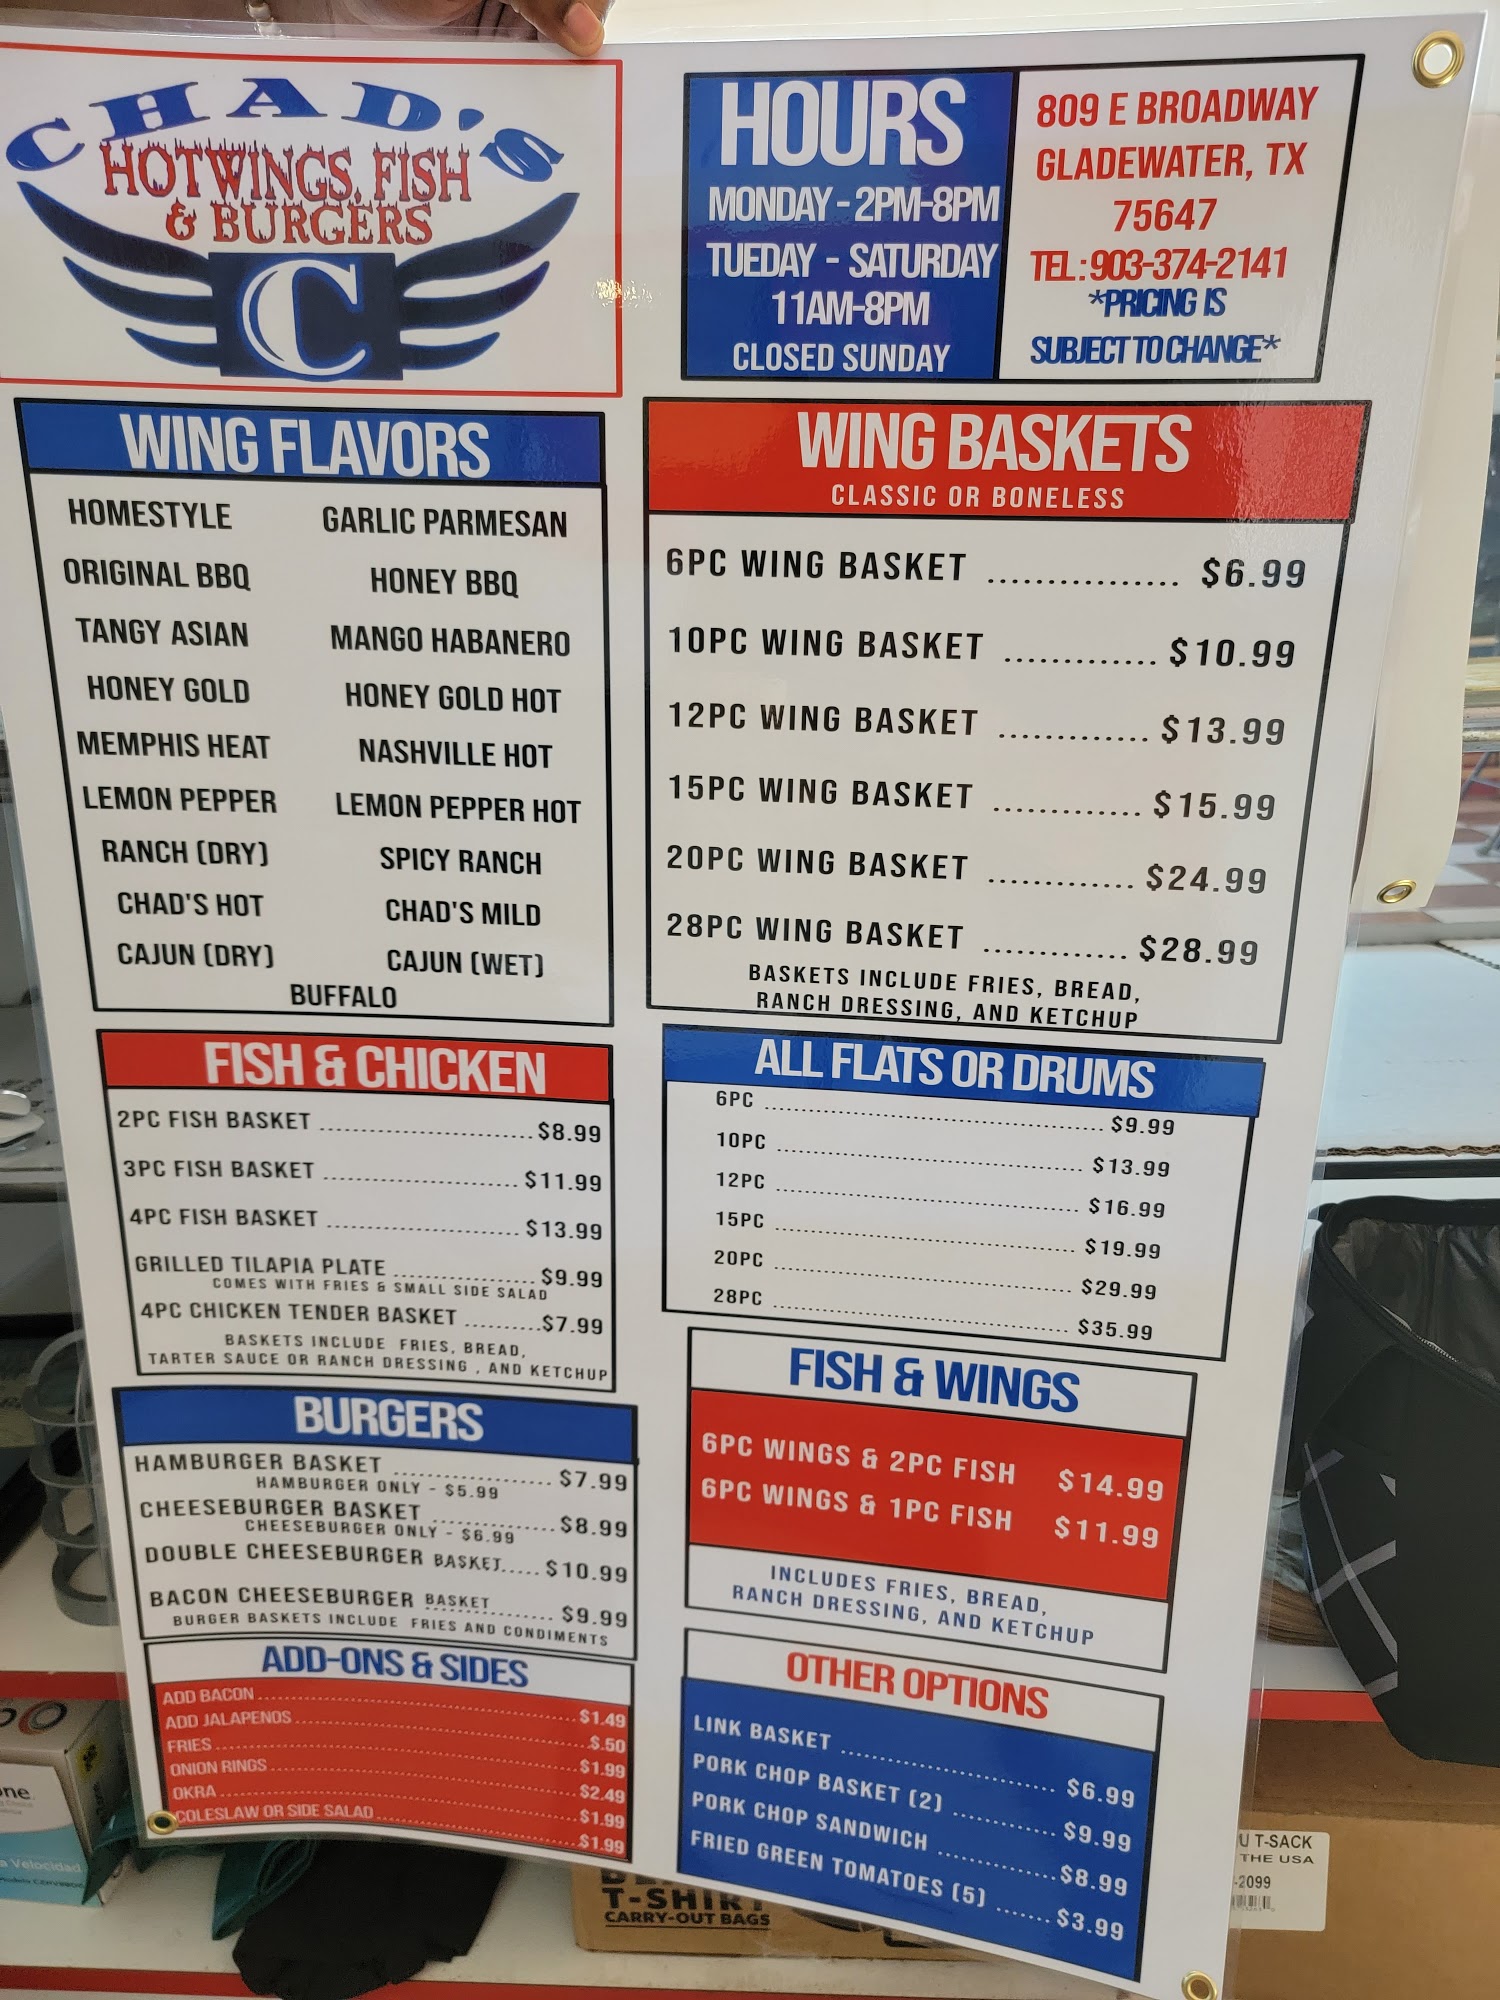 CHAD'S
HOTWINGS, FISH
& BURGERS
C
HOURS
MONDAY - 2PM-8PM
TUEDAY - SATURDAY
11AM-8PM
CLOSED SUNDAY
809 E BROADWAY
GLADEWATER, TX
75647
TEL: 903-374-2141
*PRICING IS
SUBJECT TO CHANGE*
WING FLAVORS
HOMESTYLE GARLIC PARMESAN
ORIGINAL BBQ HONEY BBQ
TANGY ASIAN MANGO HABANERO
HONEY GOLD HONEY GOLD HOT
MEMPHIS HEAT NASHVILLE HOT
LEMON PEPPER LEMON PEPPER HOT
RANCH (DRY) SPICY RANCH
CHAD'S HOT CHAD'S MILD
CAJUN (DRY) CAJUN (WET)
BUFFALO
WING BASKETS
CLASSIC OR BONELESS
6PC WING BASKET ................ $6.99
10PC WING BASKET ............. $10.99
12PC WING BASKET ............. $13.99
15PC WING BASKET ............. $15.99
20PC WING BASKET ............. $24.99
28PC WING BASKET ............. $28.99
BASKETS INCLUDE FRIES, BREAD,
RANCH DRESSING, AND KETCHUP
FISH & CHICKEN
2PC FISH BASKET ........................... $8.99
3PC FISH BASKET ......................... $11.99
4PC FISH BASKET ......................... $13.99
GRILLED TILAPIA PLATE .................. $9.99
COMES WITH FRIES & SMALL SIDE SALAD
4PC CHICKEN TENDER BASKET .......... $7.99
BASKETS INCLUDE FRIES, BREAD,
TARTER SAUCE OR RANCH DRESSING , AND KETCHUP
ALL FLATS OR DRUMS
6PC ........................................ $9.99
10PC ........................................ $13.99
12PC ........................................ $16.99
15PC ........................................ $19.99
20PC ........................................ $29.99
28PC ........................................ $35.99
BURGERS
HAMBURGER BASKET .................... $7.99
HAMBURGER ONLY - $5.99
CHEESEBURGER BASKET ................ $8.99
CHEESEBURGER ONLY - $6.99
DOUBLE CHEESEBURGER BASKET..... $10.99
BACON CHEESEBURGER BASKET .......... $9.99
BURGER BASKETS INCLUDE FRIES AND CONDIMENTS
FISH & WINGS
6PC WINGS & 2PC FISH $14.99
6PC WINGS & 1PC FISH $11.99
INCLUDES FRIES, BREAD,
RANCH DRESSING, AND KETCHUP
ADD-ONS & SIDES
ADD BACON ........................................ $1.49
ADD JALAPENOS ........................................ $.50
FRIES ........................................ $1.99
ONION RINGS ........................................ $2.49
OKRA ........................................ $1.99
COLESLAW OR SIDE SALAD ........................................ $1.99
OTHER OPTIONS
LINK BASKET ........................ $6.99
PORK CHOP BASKET (2) ............ $9.99
PORK CHOP SANDWICH ............. $8.99
FRIED GREEN TOMATOES (5) ....... $3.99
T-SHIRT
CARRY-OUT BAGS
U T-SACK
THE USA
-2099
ne
a Velocidad